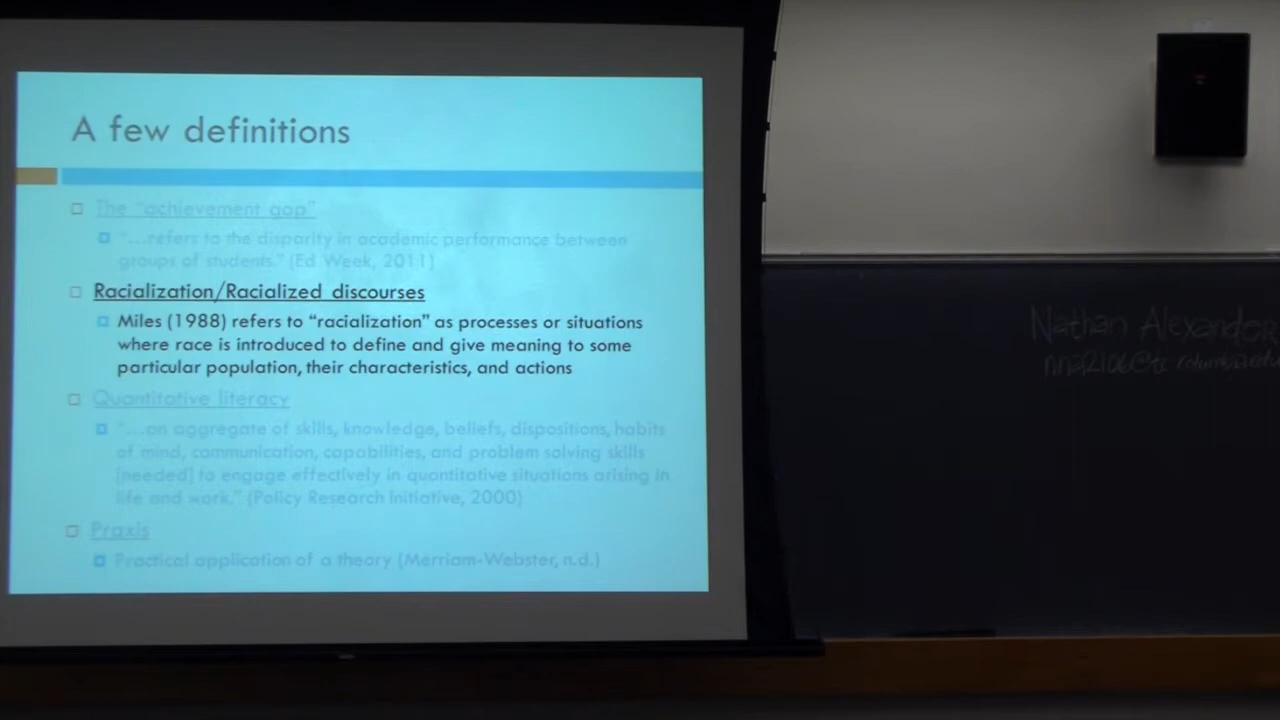 A few definitions
The "achievement gap"
"...refers to the disparity in academic performance between
groups of students." (Ed Week, 2011)
Racialization/Racialized discourses
Miles (1988) refers to "racialization" as processes or situations
where race is introduced to define and give meaning to some
particular population, their characteristics, and actions
Quantitative literacy
"...an aggregate of skills, knowledge, beliefs, dispositions, habits
of mind, communication, capabilities, and problem solving skills
[needed] to engage effectively in quantitative situations arising in
life and work." (Policy Research Initiative, 2000)
Praxis
Practical application of a theory (Merriam-Webster, n.d.)
Nathan Alexander